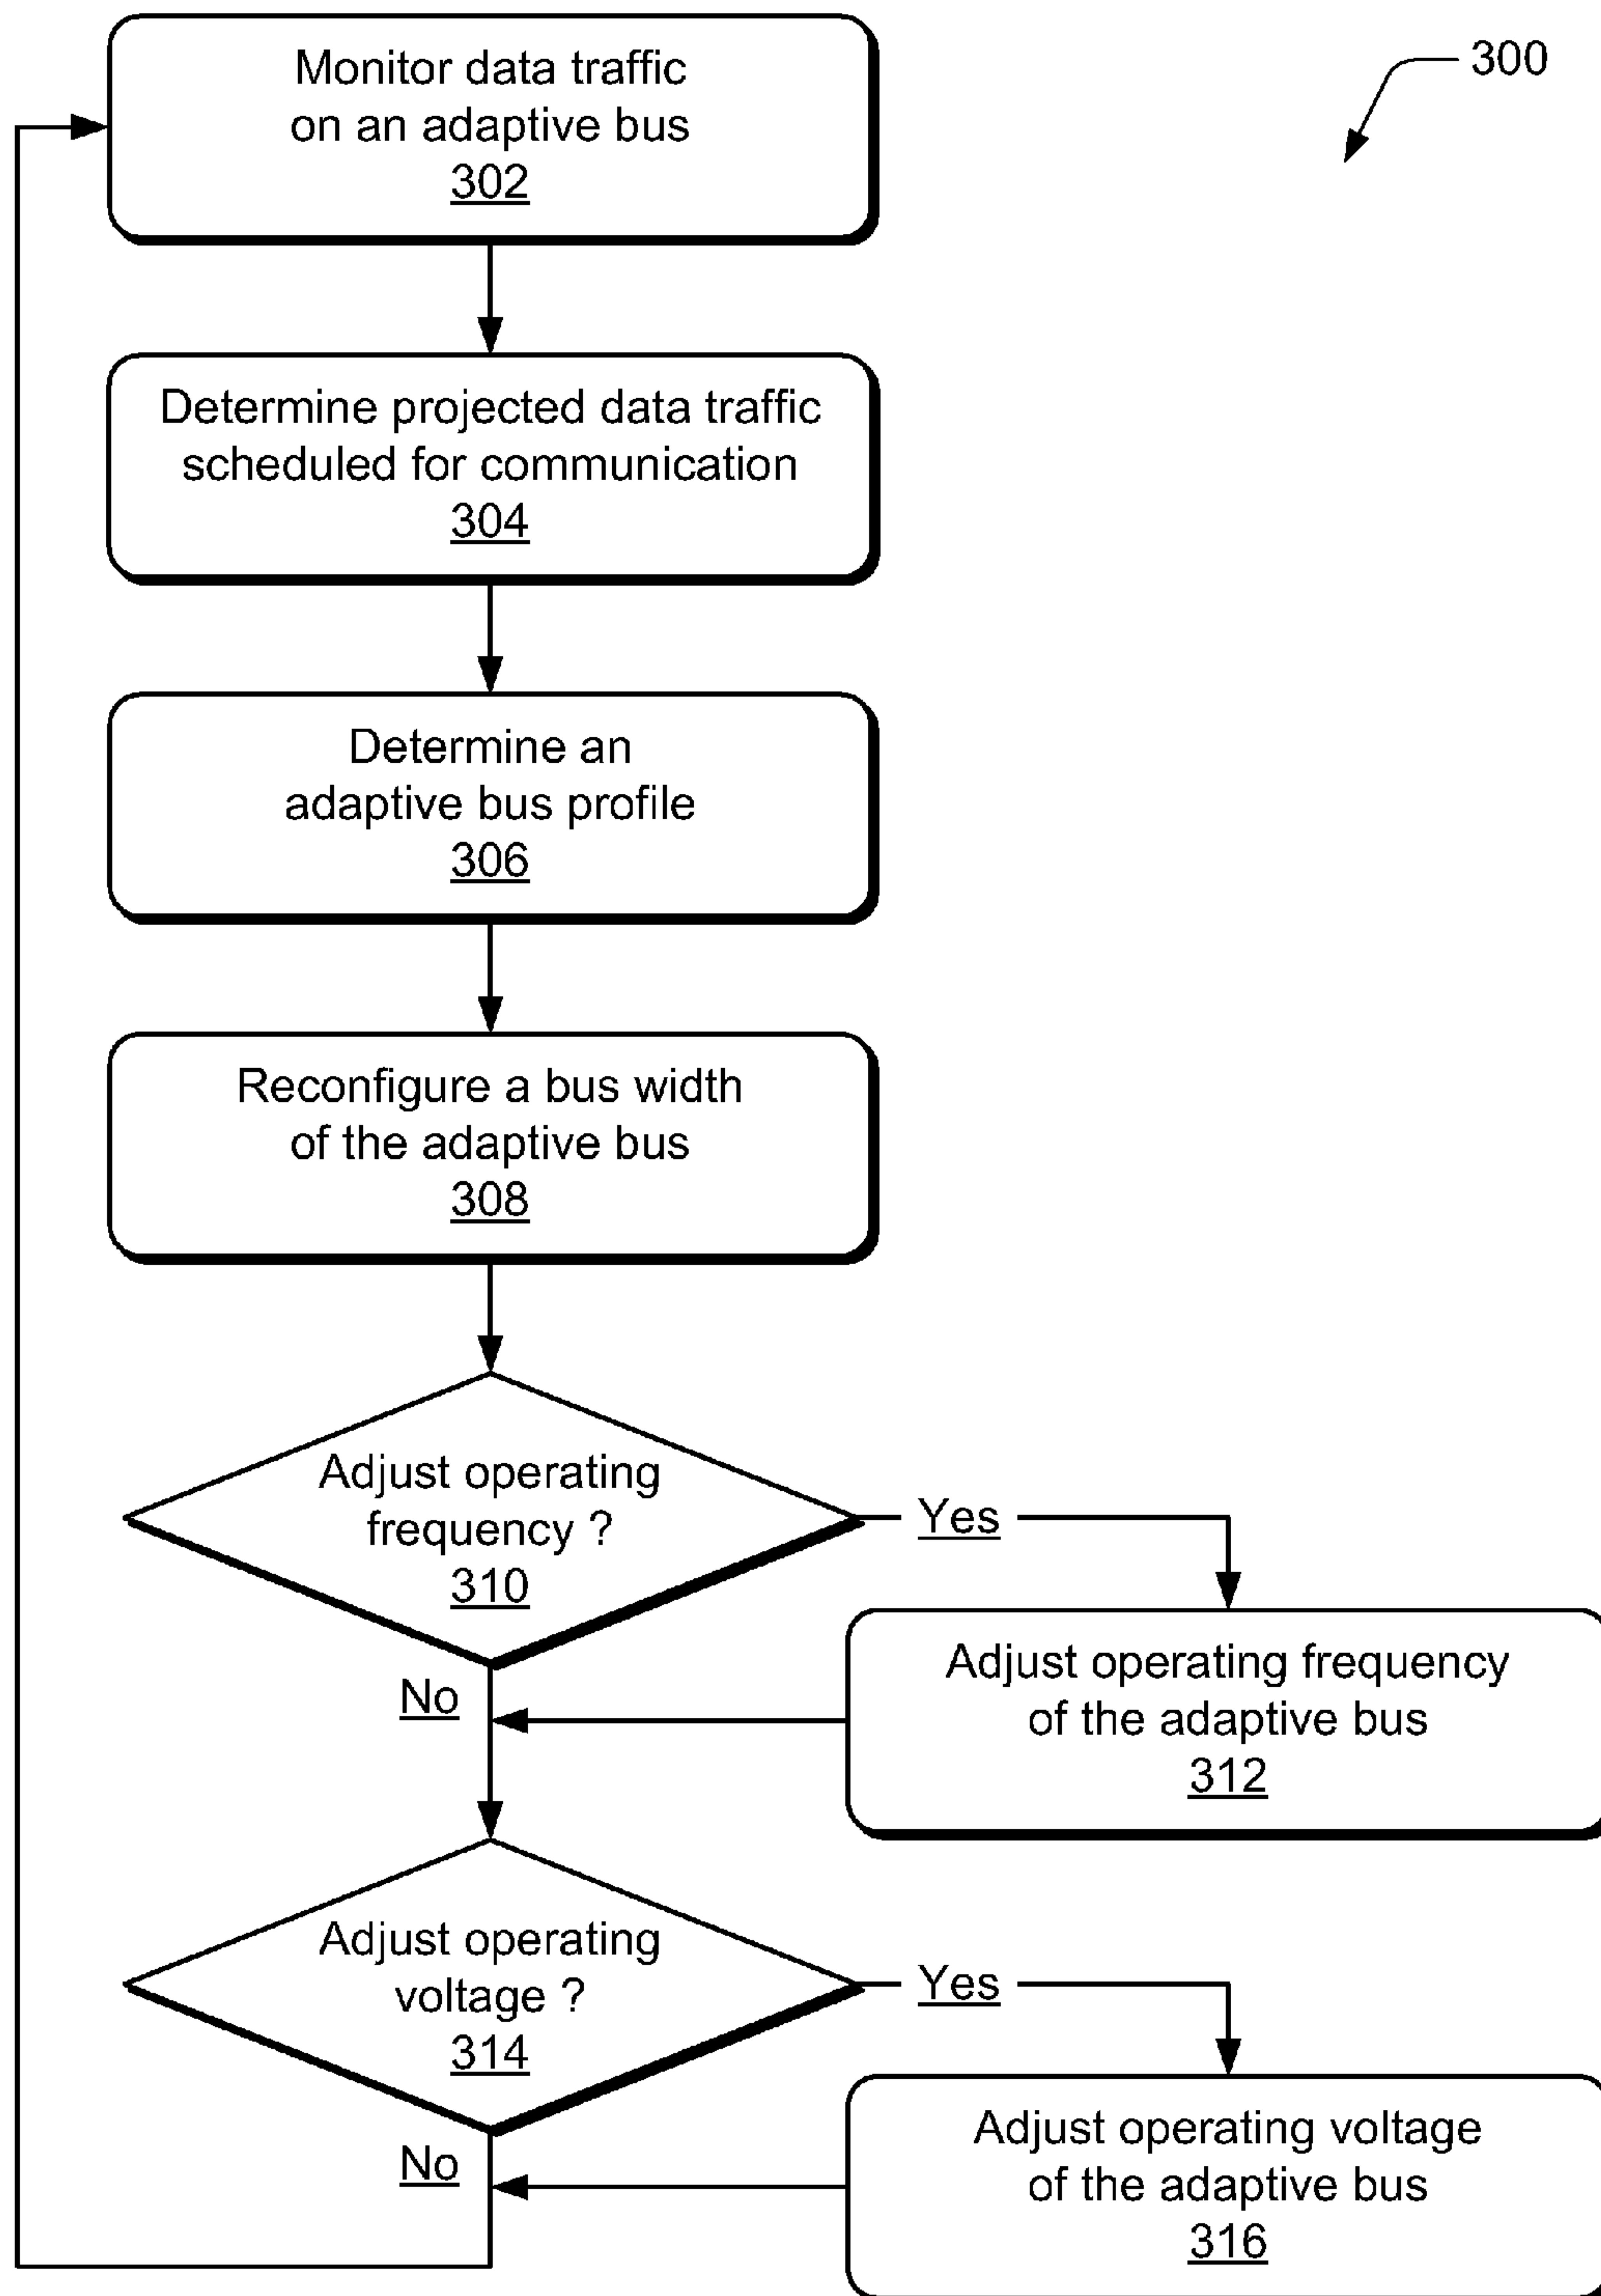 300
Monitor data traffic
on an adaptive bus
302
Determine projected data traffic
scheduled for communication
304
Determine an
adaptive bus profile
306
Reconfigure a bus width
of the adaptive bus
308
Adjust operating
frequency ?
310
Yes
No
Adjust operating frequency
of the adaptive bus
312
Adjust operating
voltage ?
314
Yes
No
Adjust operating voltage
of the adaptive bus
316